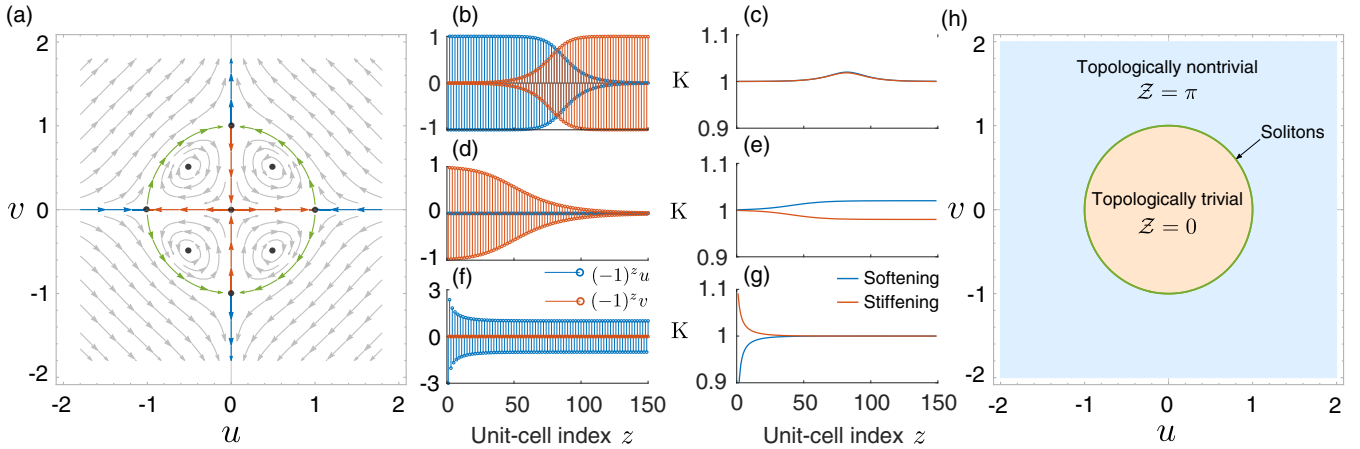 (a)
2
1
v 0
-1
-2
-2 -1 0 1 2
u
(b)
1
0
-1
(c)
1.1
K 1
0.9
(d)
1
0
-1
(e)
1.1
K 1
0.9
(f)
(-1)^z u
(-1)^z v
3
0
-3
0 50 100 150
Unit-cell index z
(g)
Softening
Stiffening
1.1
K 1
0.9
0 50 100 150
Unit-cell index z
(h)
2
Topologically nontrivial
𝒵 = π
1
Solitons
Topologically trivial
v 0
𝒵 = 0
-1
-2
-2 -1 0 1 2
u